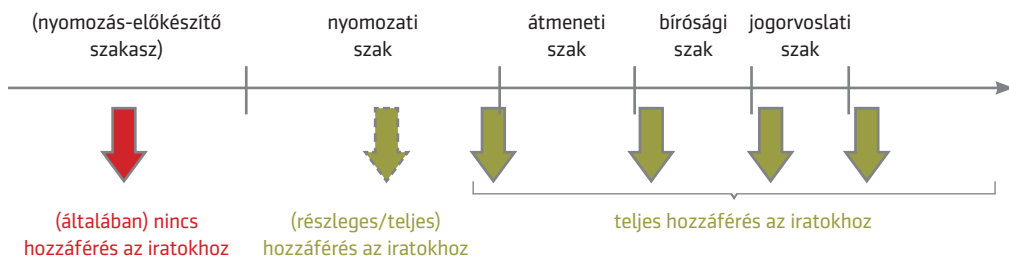 (nyomozás-előkészítő
szakasz)
nyomozati
szak
átmeneti
szak
bírósági
szak
jogorvoslati
szak
(általában) nincs
hozzáférés az iratokhoz
(részleges/teljes)
hozzáférés az iratokhoz
teljes hozzáférés az iratokhoz